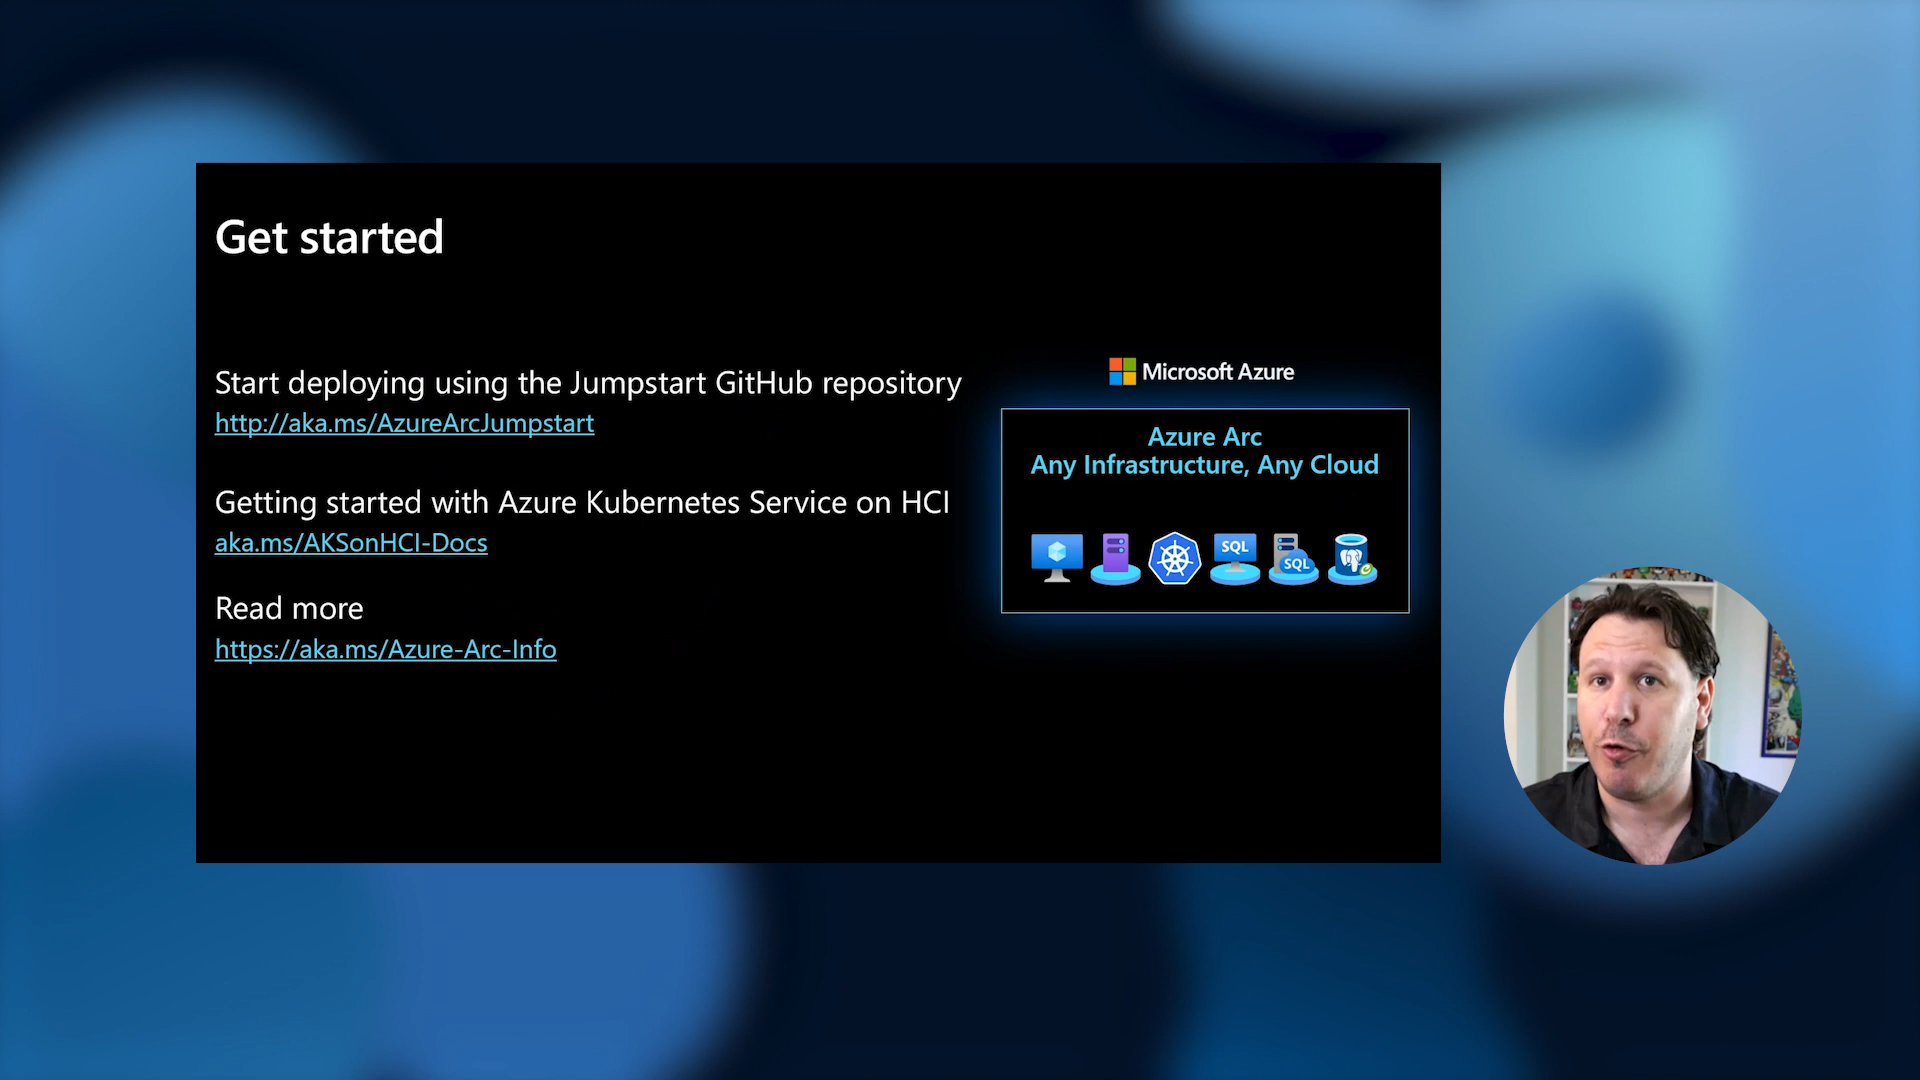 Get started
Start deploying using the Jumpstart GitHub repository
http://aka.ms/AzureArcJumpstart
Getting started with Azure Kubernetes Service on HCI
aka.ms/AKSonHCI-Docs
Read more
https://aka.ms/Azure-Arc-Info
Microsoft Azure
Azure Arc
Any Infrastructure, Any Cloud
SQL
SQL